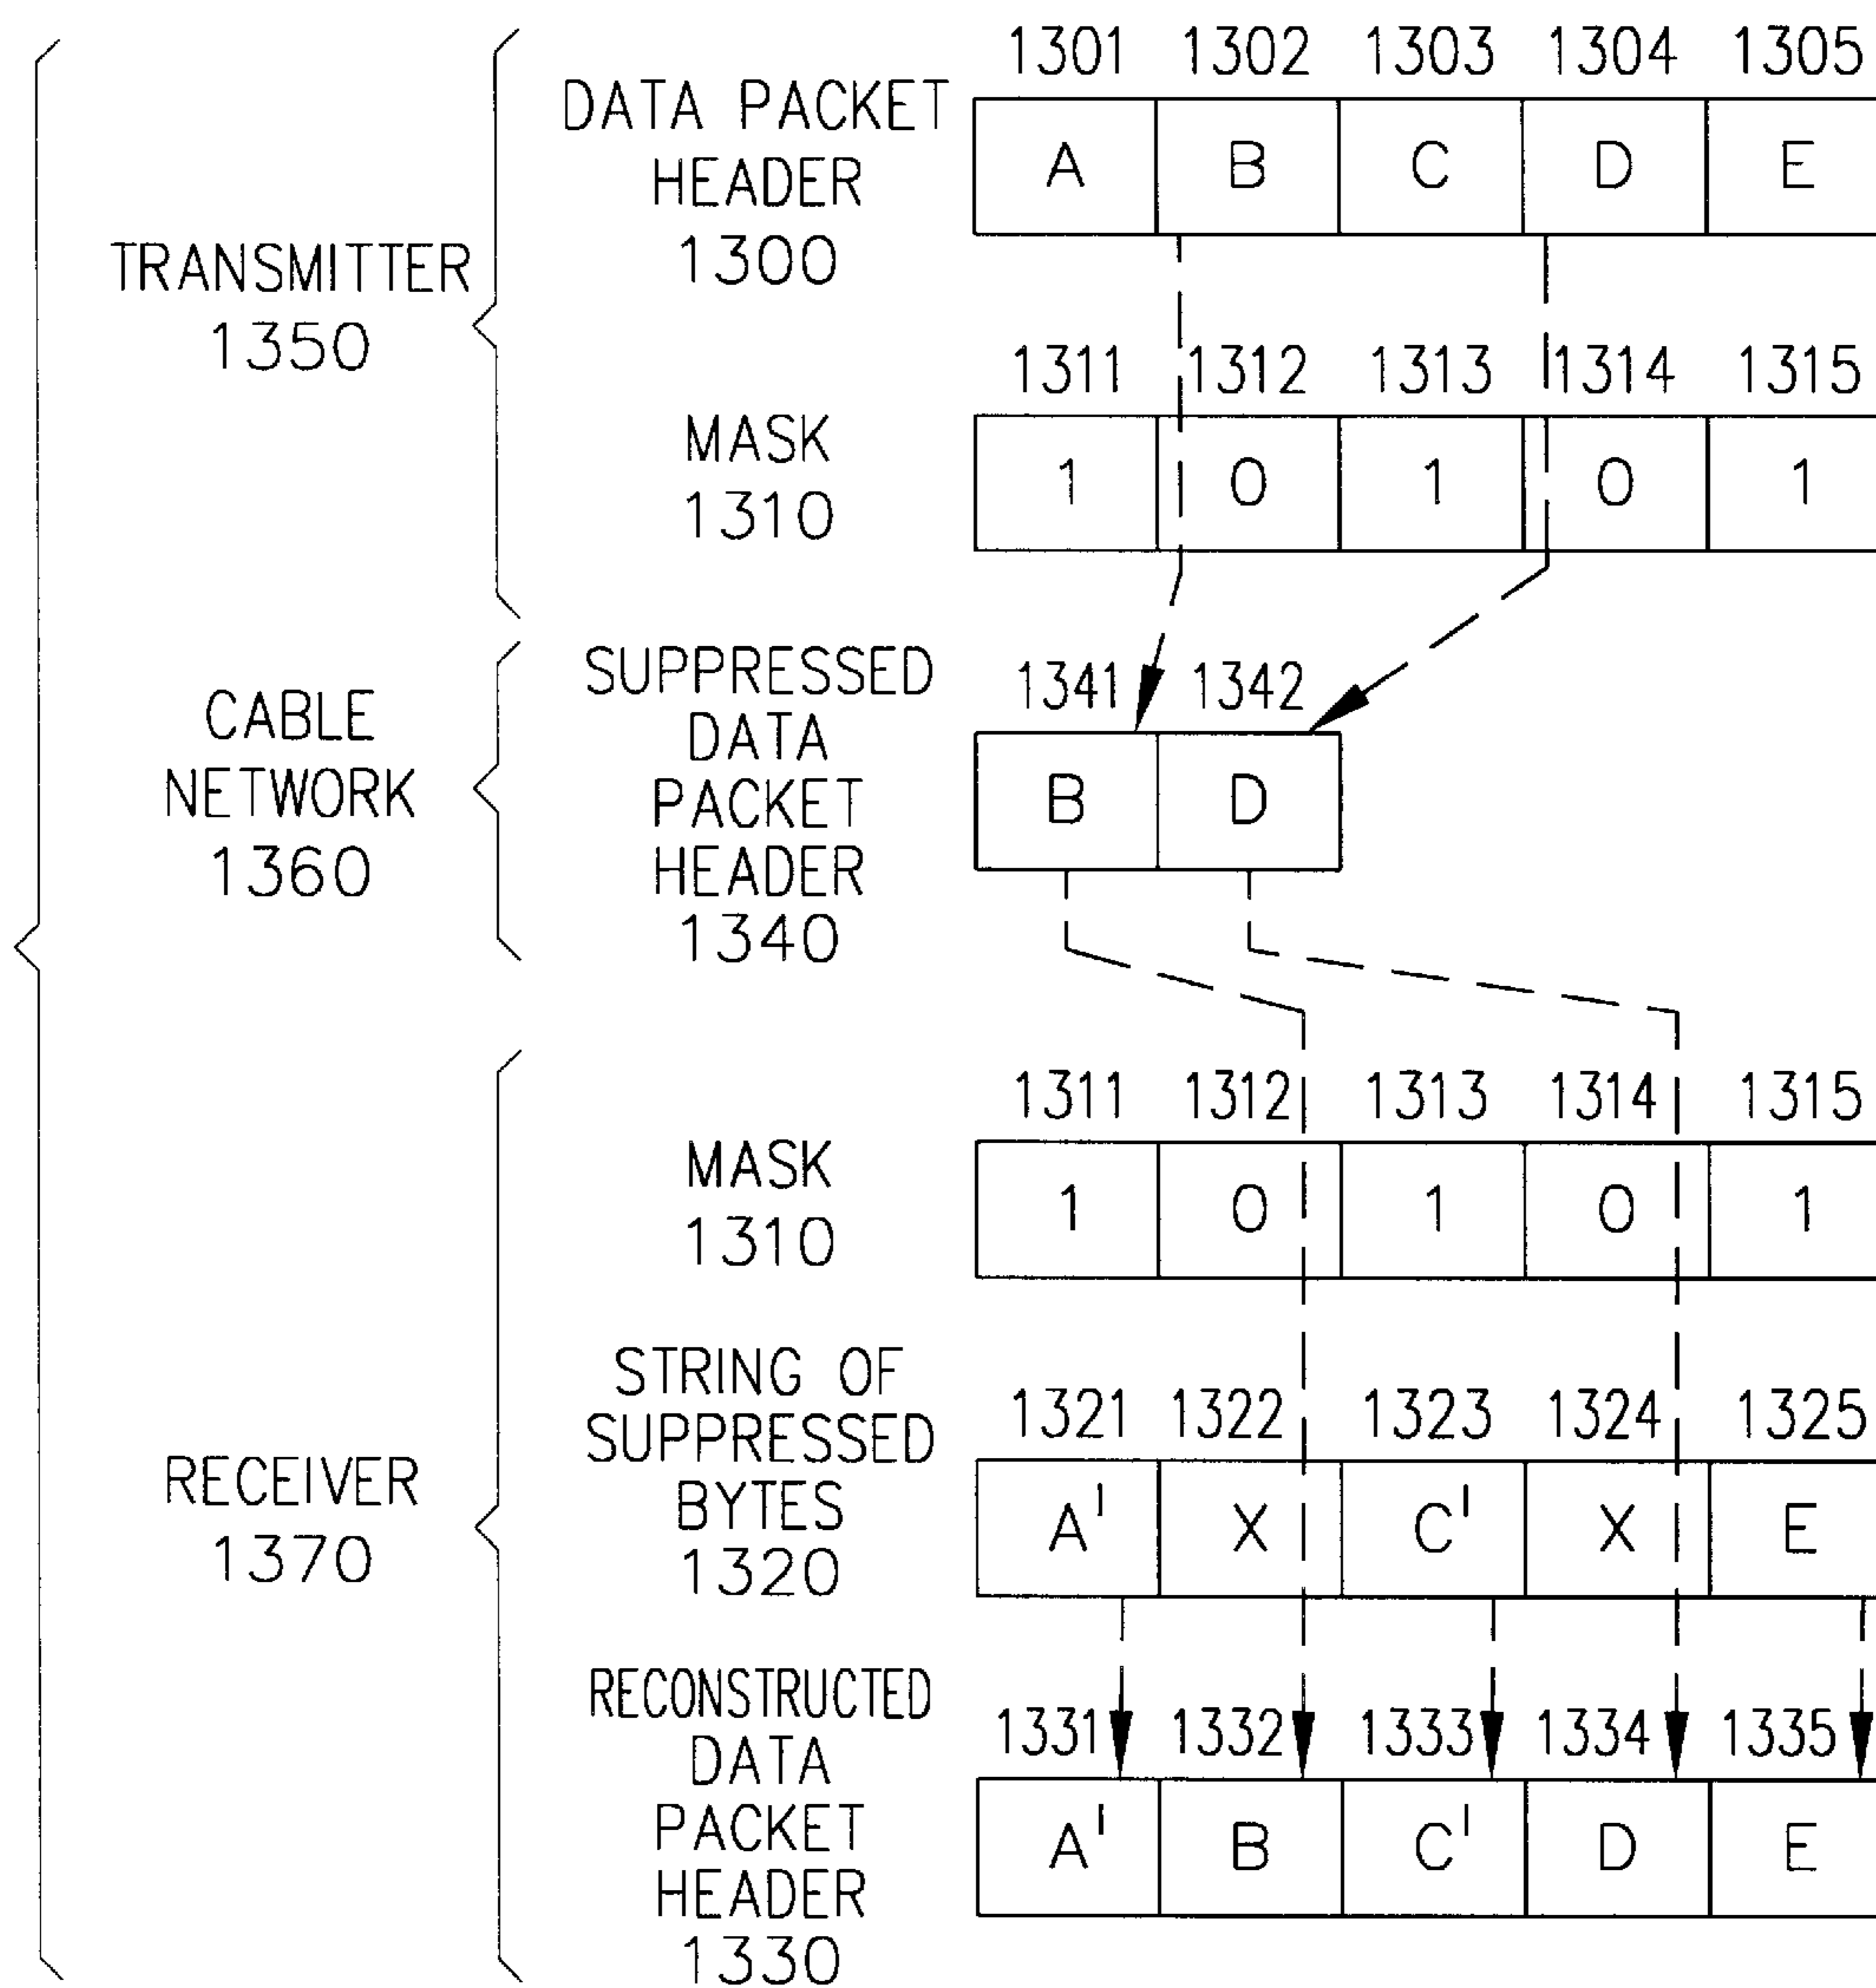 1301 1302 1303 1304 1305
DATA PACKET
HEADER
1300
A B C D E
TRANSMITTER
1350
1311 1312 1313 1314 1315
MASK
1310
1 0 1 0 1
CABLE
NETWORK
1360
SUPPRESSED
DATA
PACKET
HEADER
1340
1341 1342
B D
1311 1312 1313 1314 1315
MASK
1310
1 0 1 0 1
RECEIVER
1370
STRING OF
SUPPRESSED
BYTES
1320
1321 1322 1323 1324 1325
A' X C' X E
RECONSTRUCTED
DATA
PACKET
HEADER
1330
1331 1332 1333 1334 1335
A' B C' D E